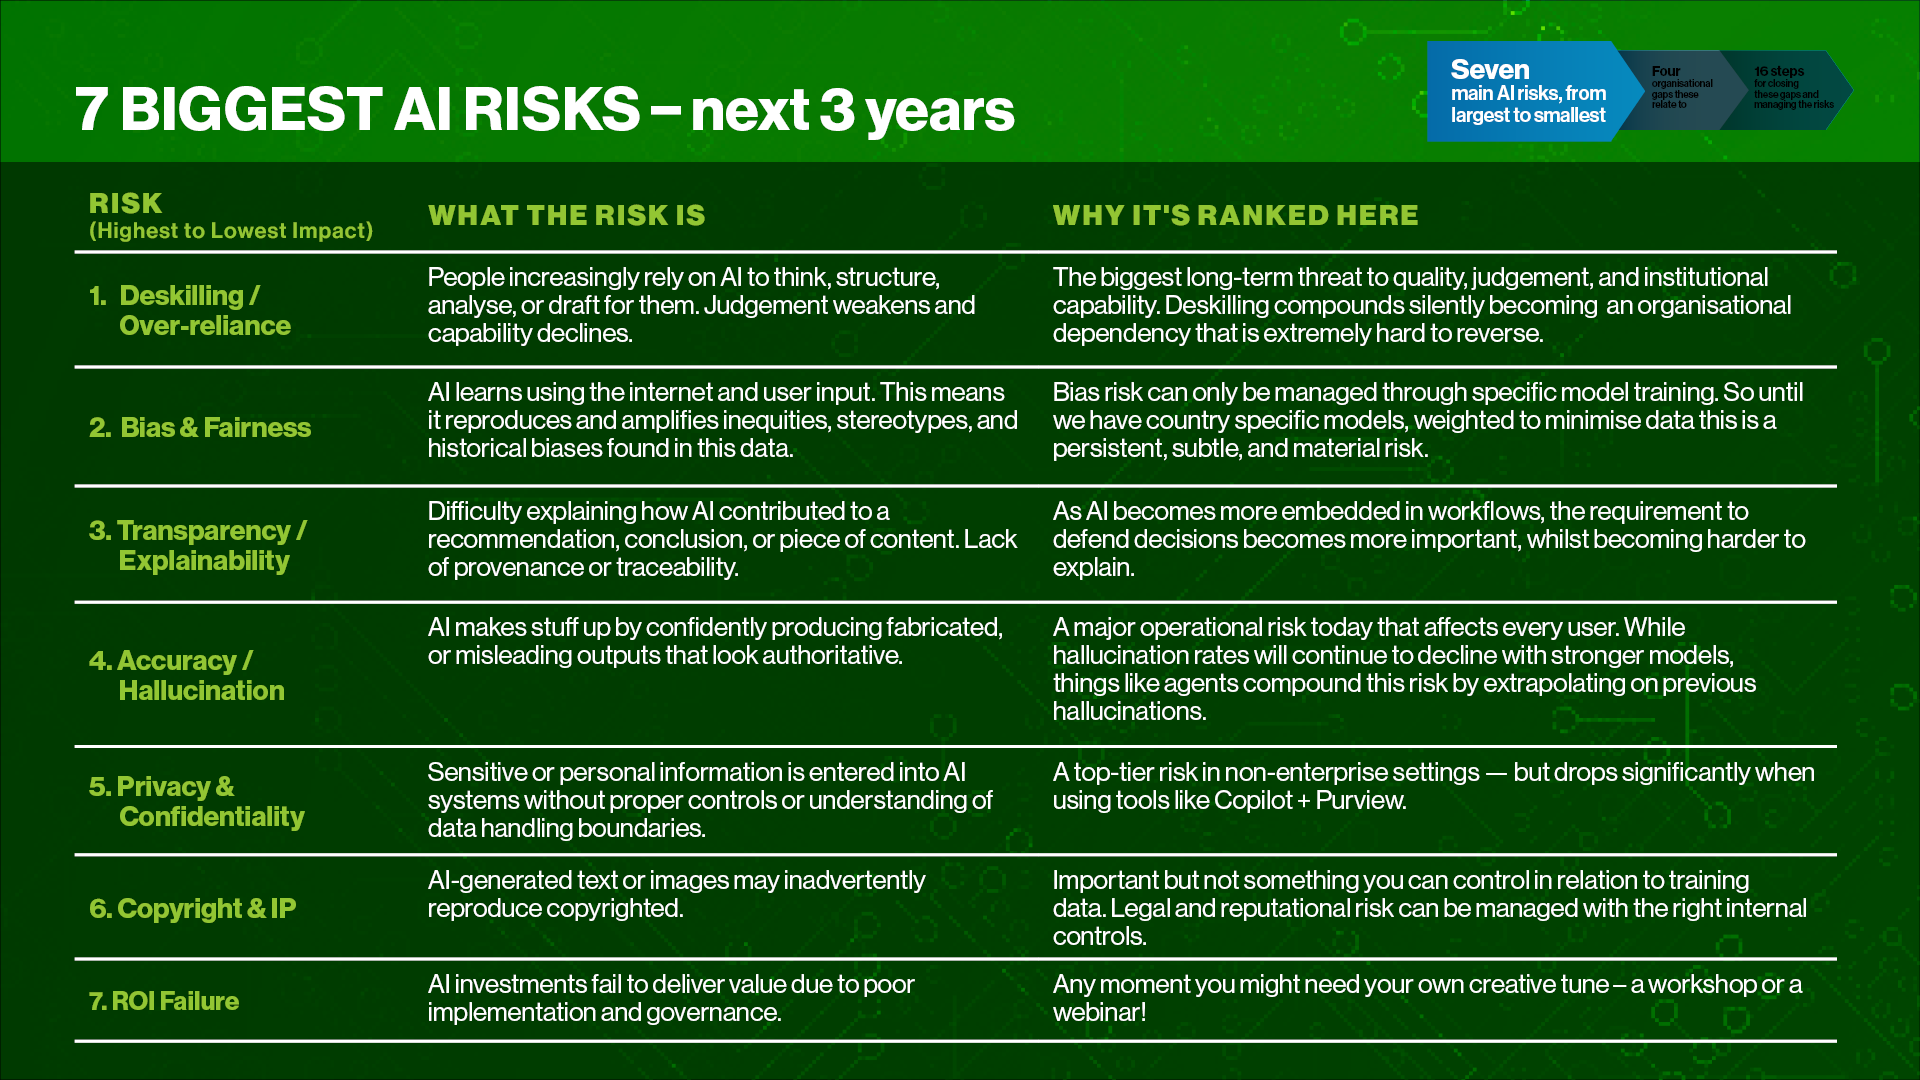 7 BIGGEST AI RISKS – next 3 years
Seven
main AI risks, from
largest to smallest
Four
organisational
gaps these
relate to
16 steps
for closing
these gaps and
managing the risks
RISK
(Highest to Lowest Impact)
WHAT THE RISK IS
WHY IT'S RANKED HERE
1. Deskilling /
Over-reliance
People increasingly rely on AI to think, structure,
analyse, or draft for them. Judgement weakens and
capability declines.
The biggest long-term threat to quality, judgement, and institutional
capability. Deskilling compounds silently becoming an organisational
dependency that is extremely hard to reverse.
2. Bias & Fairness
AI learns using the internet and user input. This means
it reproduces and amplifies inequities, stereotypes, and
historical biases found in this data.
Bias risk can only be managed through specific model training. So until
we have country specific models, weighted to minimise data this is a
persistent, subtle, and material risk.
3. Transparency /
Explainability
Difficulty explaining how AI contributed to a
recommendation, conclusion, or piece of content. Lack
of provenance or traceability.
As AI becomes more embedded in workflows, the requirement to
defend decisions becomes more important, whilst becoming harder to
explain.
4. Accuracy /
Hallucination
AI makes stuff up by confidently producing fabricated,
or misleading outputs that look authoritative.
A major operational risk today that affects every user. While
hallucination rates will continue to decline with stronger models,
things like agents compound this risk by extrapolating on previous
hallucinations.
5. Privacy &
Confidentiality
Sensitive or personal information is entered into AI
systems without proper controls or understanding of
data handling boundaries.
A top-tier risk in non-enterprise settings — but drops significantly when
using tools like Copilot + Purview.
6. Copyright & IP
AI-generated text or images may inadvertently
reproduce copyrighted.
Important but not something you can control in relation to training
data. Legal and reputational risk can be managed with the right internal
controls.
7. ROI Failure
AI investments fail to deliver value due to poor
implementation and governance.
Any moment you might need your own creative tune – a workshop or a
webinar!